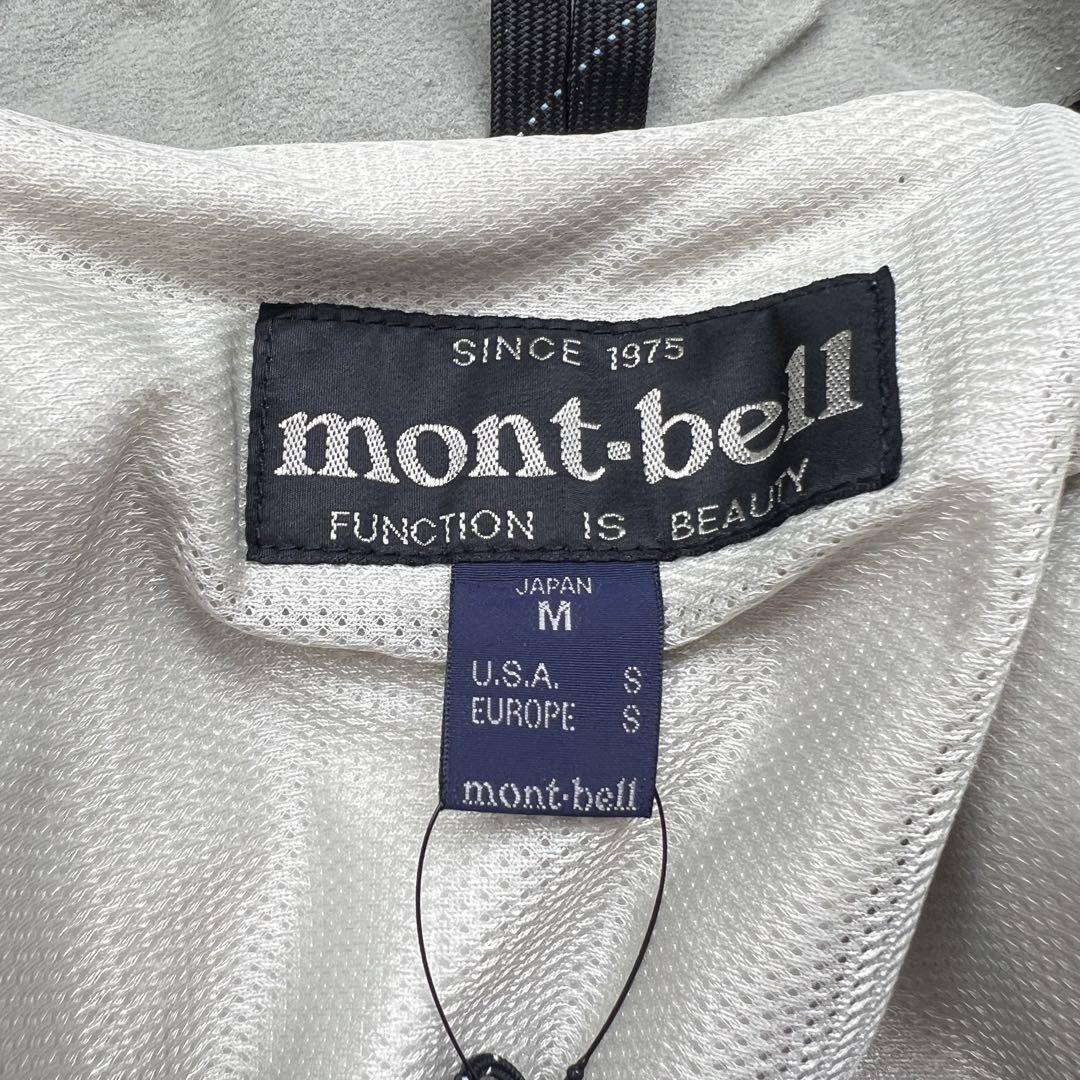 SINCE 1975
mont-bell
FUNCTION IS BEAUTY
JAPAN
M
U.S.A. S
EUROPE S
mont-bell